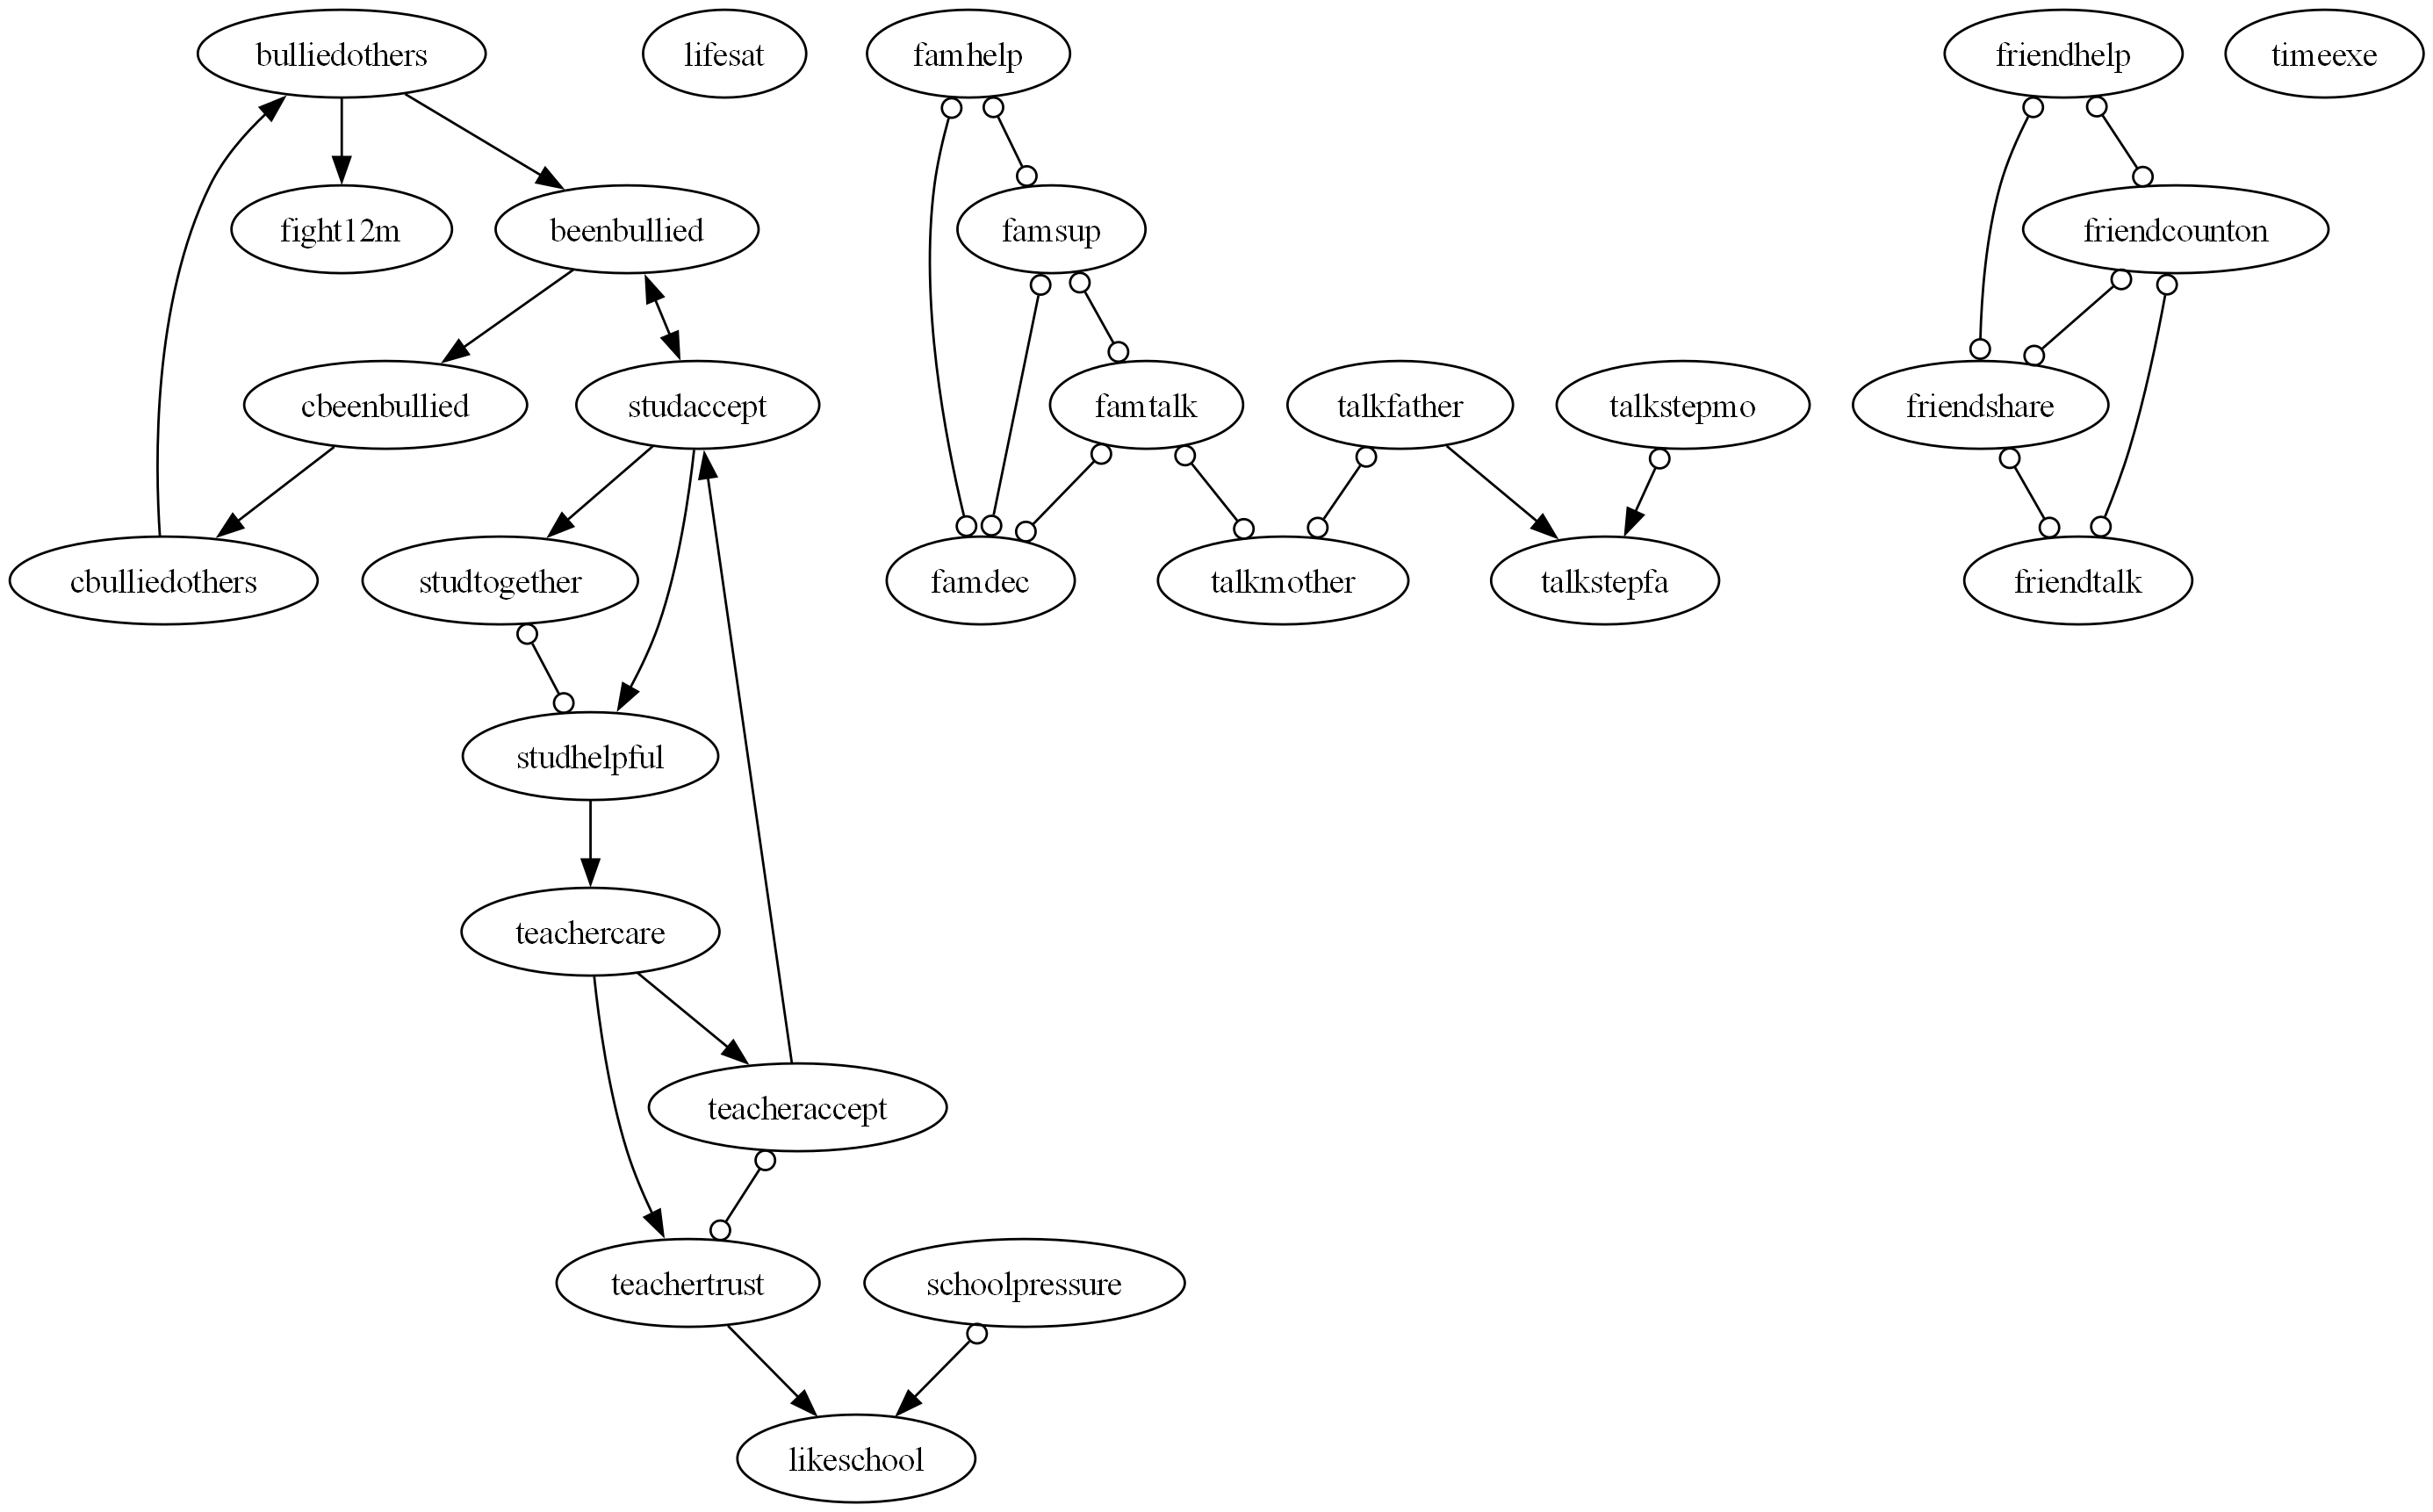 bulliedothers
lifesat
famhelp
friendhelp
timeexe
fight12m
beenbullied
famsup
friendcounton
cbeenbullied
studaccept
famtalk
talkfather
talkstepmo
friendshare
cbulliedothers
studtogether
famdec
talkmother
talkstepfa
friendtalk
studhelpful
teachercare
teacheraccept
teachertrust
schoolpressure
likeschool